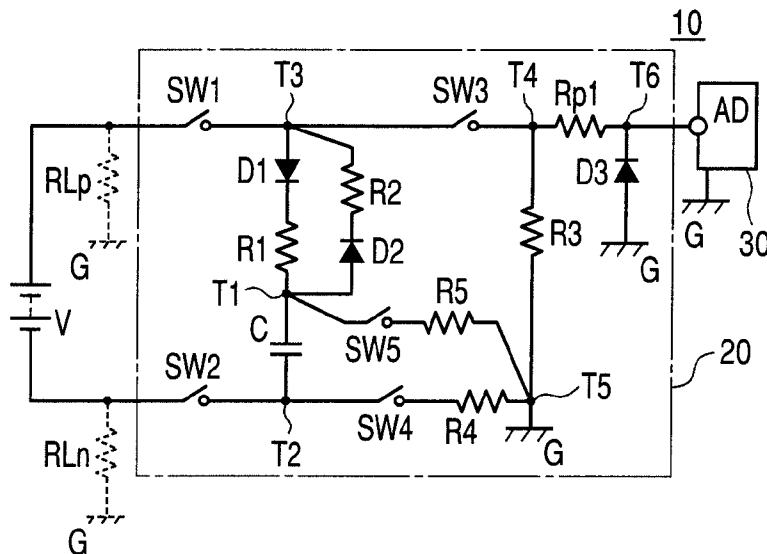 10
SW1
T3
SW3
T4
Rp1
T6
AD
RLp
D1
R2
D3
R1
D2
R3
G
G
G
30
T1
R5
V
C
SW5
20
SW2
T5
RLn
T2
SW4
R4
G
G